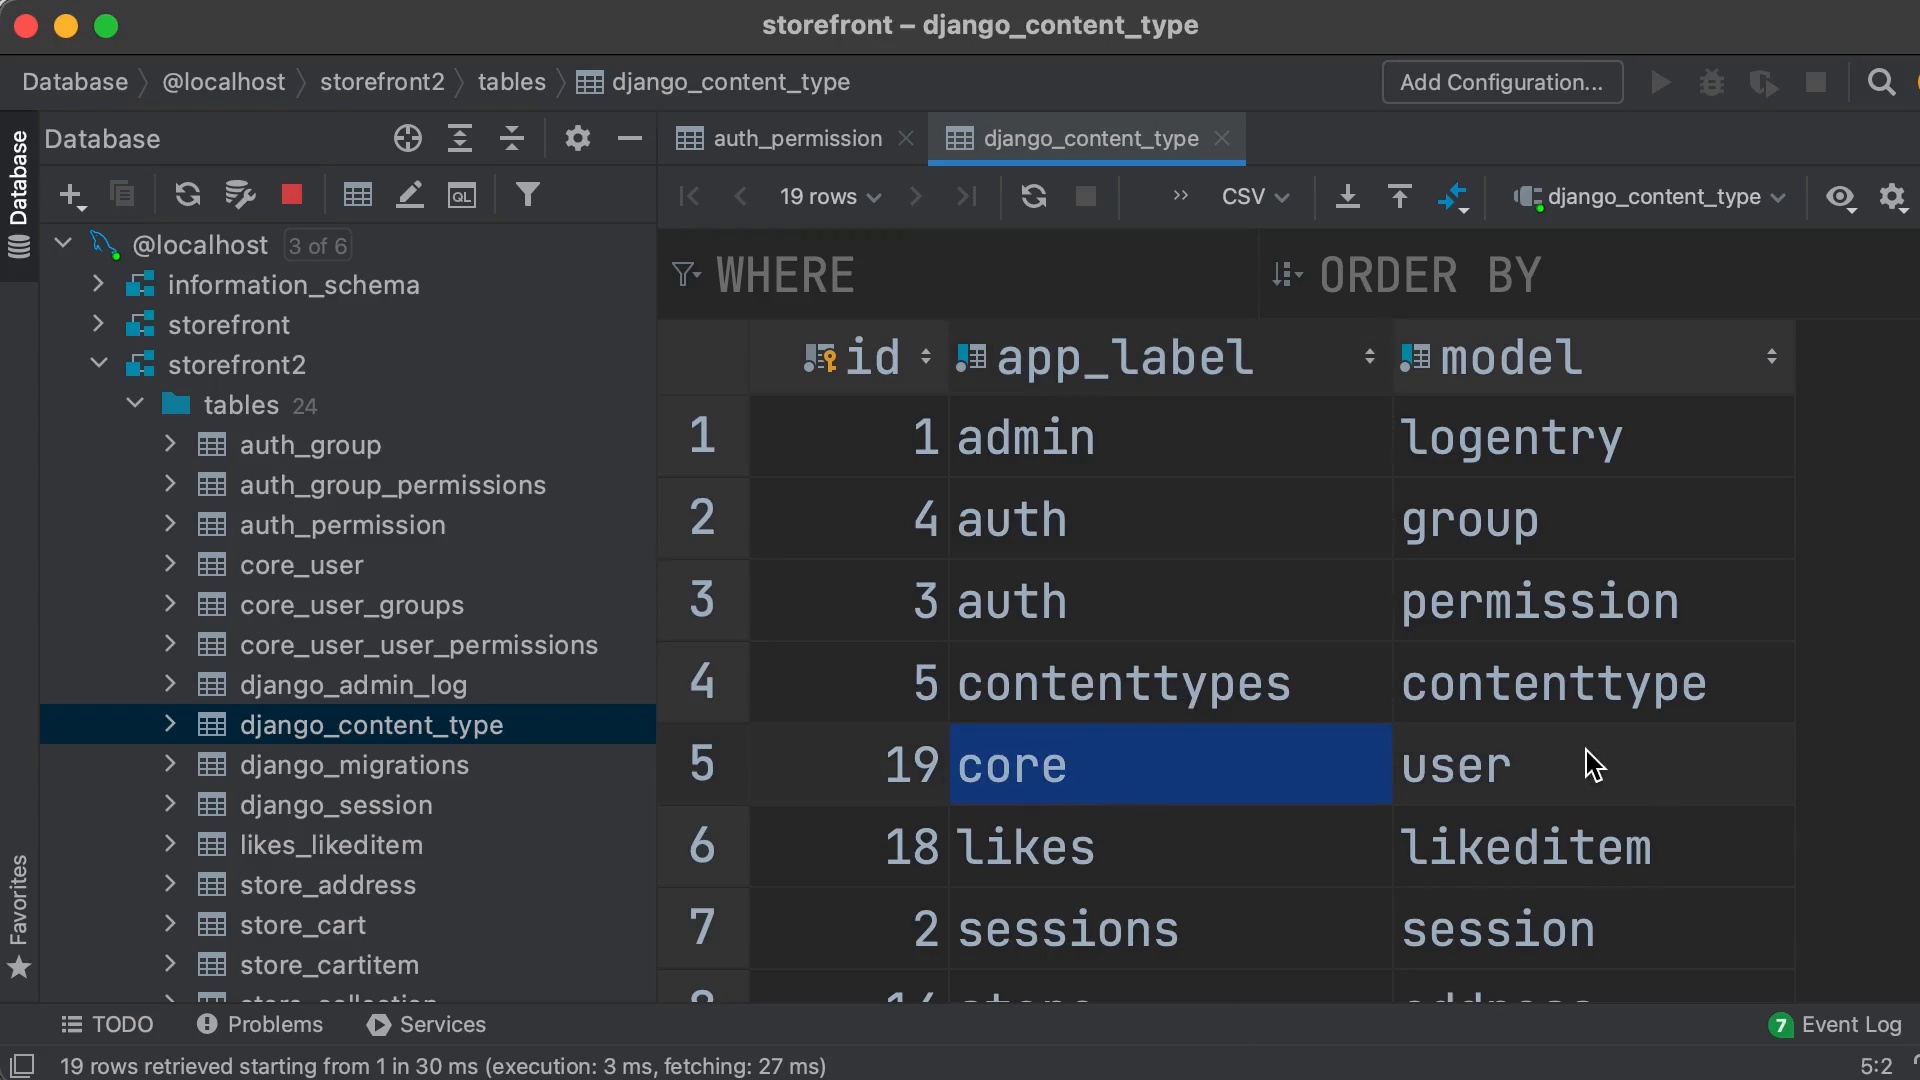 storefront – django_content_type
Database @localhost storefront2 tables django_content_type
Add Configuration...
Database
Database
auth_permission
django_content_type
QL
19 rows
CSV
django_content_type
@localhost 3 of 6
information_schema
storefront
storefront2
tables 24
auth_group
auth_group_permissions
auth_permission
core_user
core_user_groups
core_user_user_permissions
django_admin_log
django_content_type
django_migrations
django_session
likes_likeditem
store_address
store_cart
store_cartitem
Favorites
WHERE ORDER BY
id app_label model
1 1 admin logentry
2 4 auth group
3 3 auth permission
4 5 contenttypes contenttype
5 19 core user
6 18 likes likeditem
7 2 sessions session
TODO Problems Services
7 Event Log
19 rows retrieved starting from 1 in 30 ms (execution: 3 ms, fetching: 27 ms)
5:2